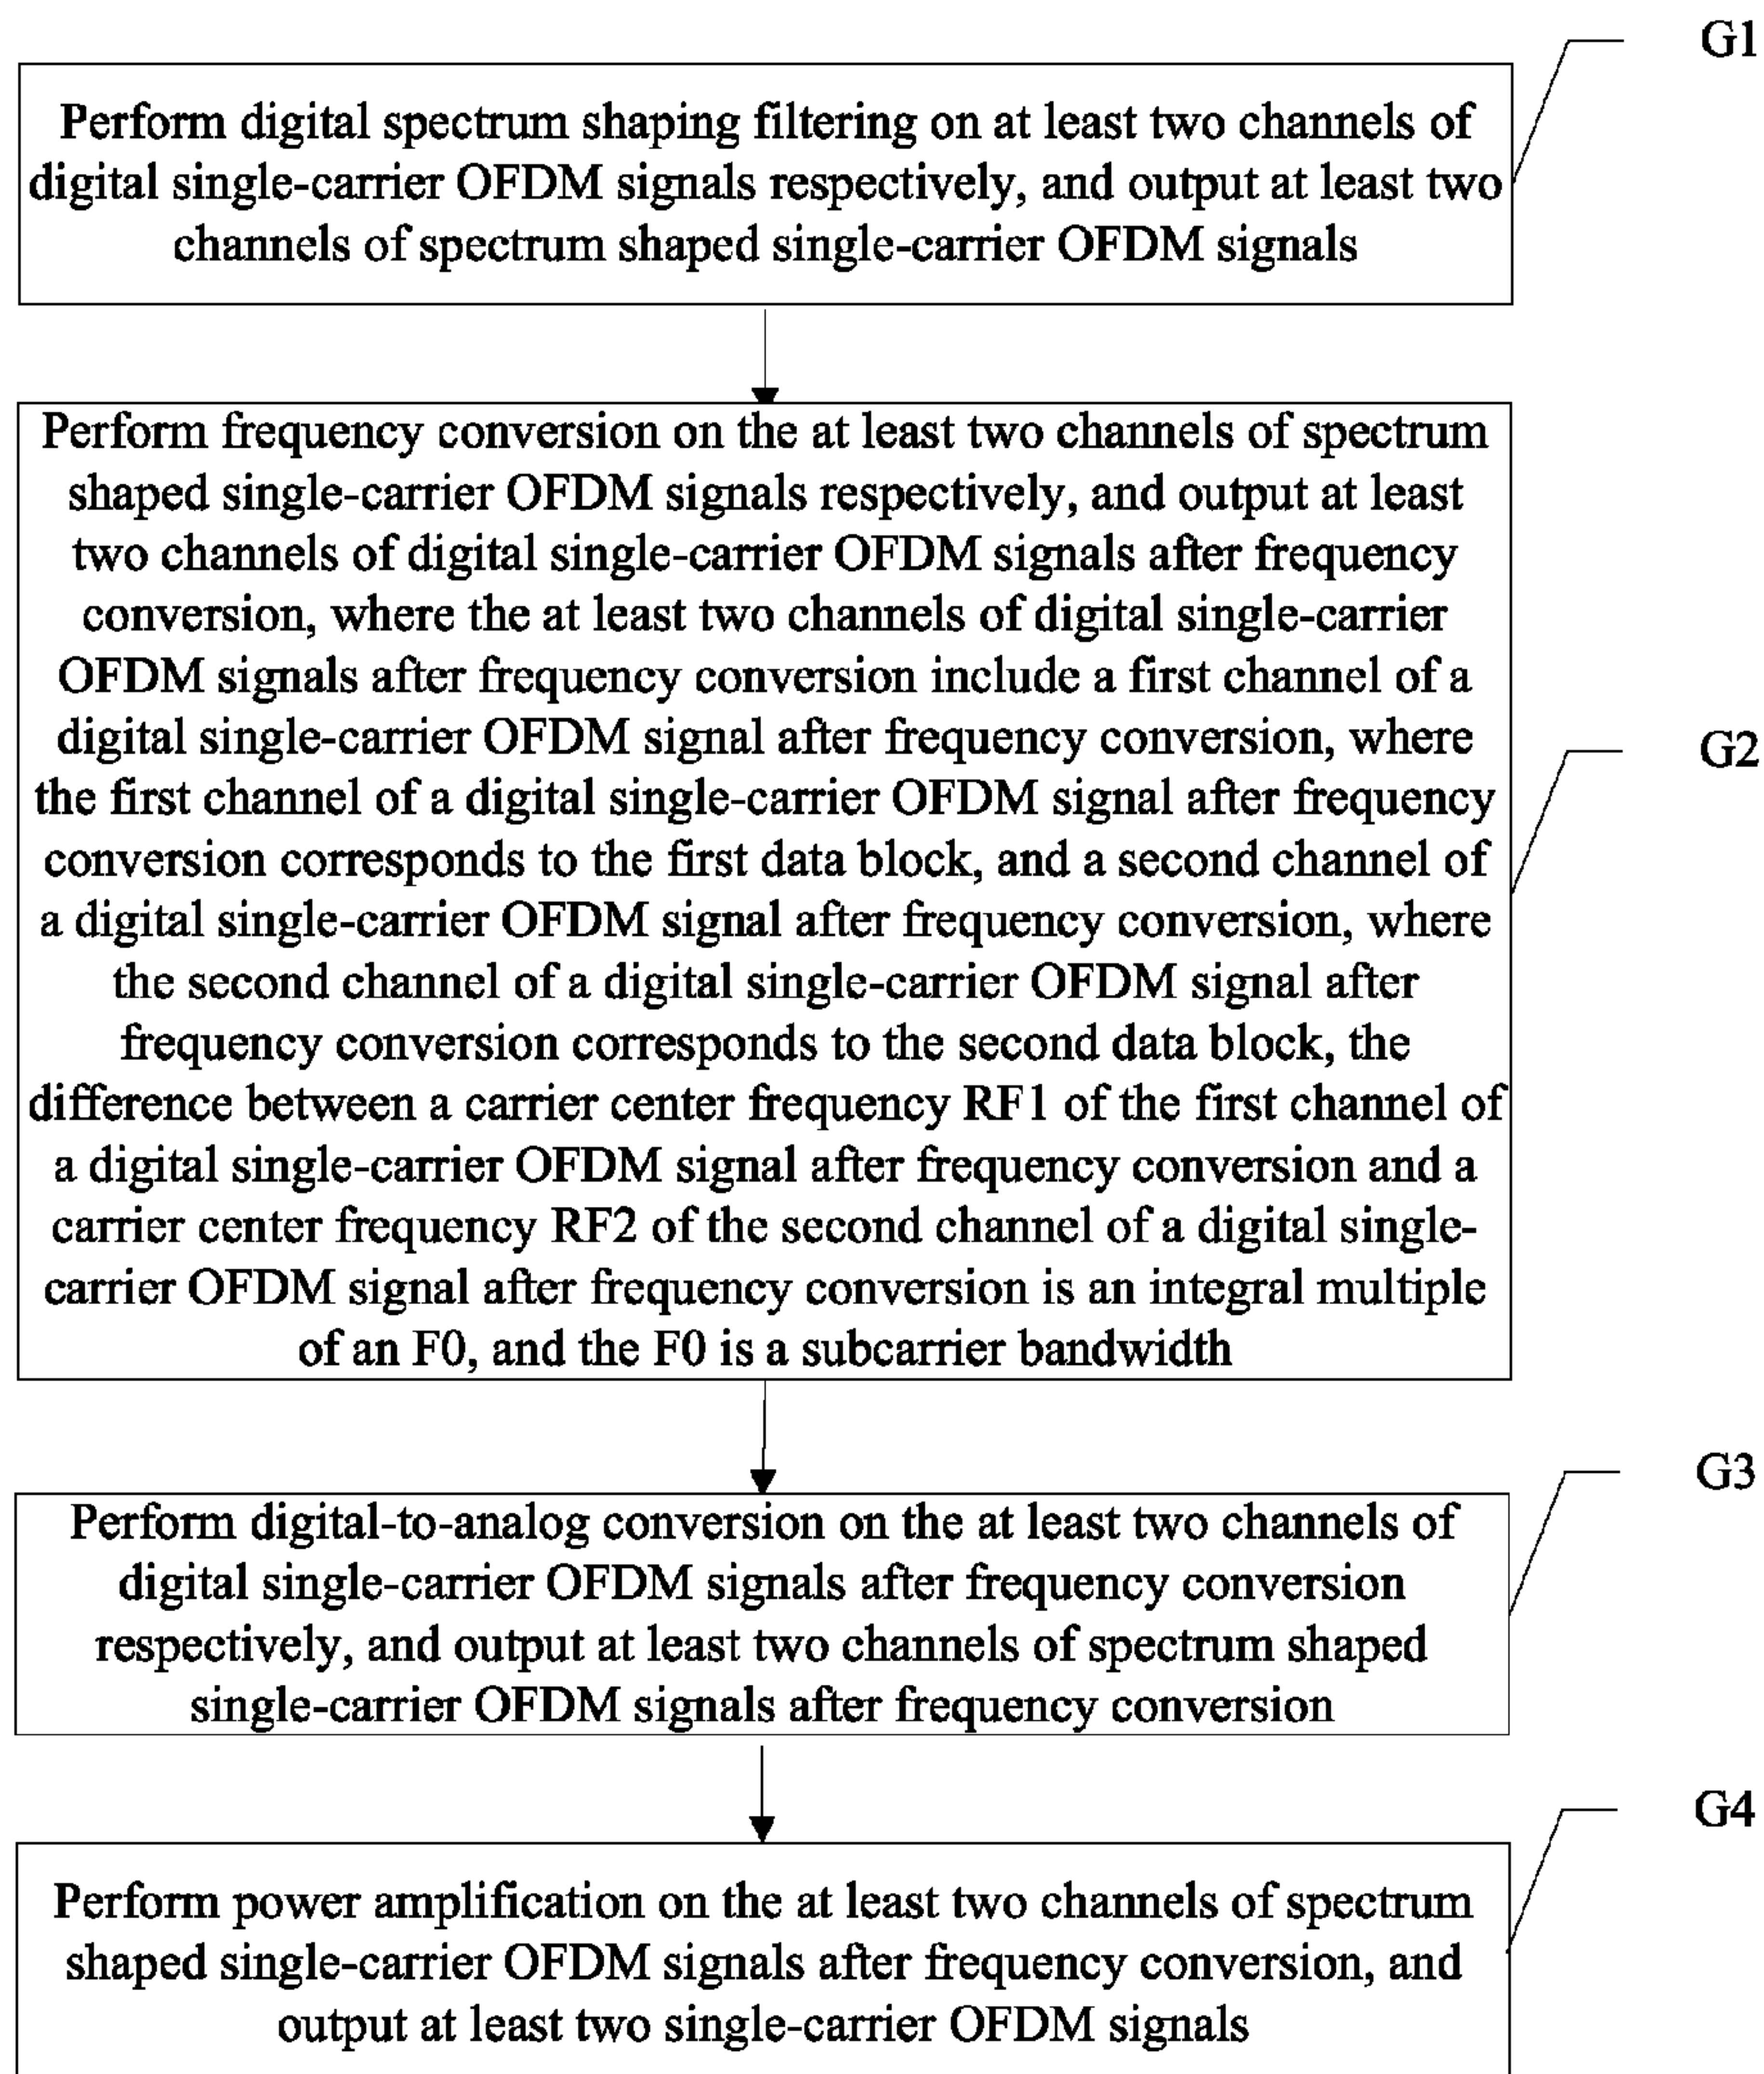 G1
Perform digital spectrum shaping filtering on at least two channels of
digital single-carrier OFDM signals respectively, and output at least two
channels of spectrum shaped single-carrier OFDM signals
Perform frequency conversion on the at least two channels of spectrum
shaped single-carrier OFDM signals respectively, and output at least
two channels of digital single-carrier OFDM signals after frequency
conversion, where the at least two channels of digital single-carrier
OFDM signals after frequency conversion include a first channel of a
digital single-carrier OFDM signal after frequency conversion, where
the first channel of a digital single-carrier OFDM signal after frequency
conversion corresponds to the first data block, and a second channel of
a digital single-carrier OFDM signal after frequency conversion, where
the second channel of a digital single-carrier OFDM signal after
frequency conversion corresponds to the second data block, the
difference between a carrier center frequency RF1 of the first channel of
a digital single-carrier OFDM signal after frequency conversion and a
carrier center frequency RF2 of the second channel of a digital single-
carrier OFDM signal after frequency conversion is an integral multiple
of an F0, and the F0 is a subcarrier bandwidth
G2
Perform digital-to-analog conversion on the at least two channels of
digital single-carrier OFDM signals after frequency conversion
respectively, and output at least two channels of spectrum shaped
single-carrier OFDM signals after frequency conversion
G3
Perform power amplification on the at least two channels of spectrum
shaped single-carrier OFDM signals after frequency conversion, and
output at least two single-carrier OFDM signals
G4